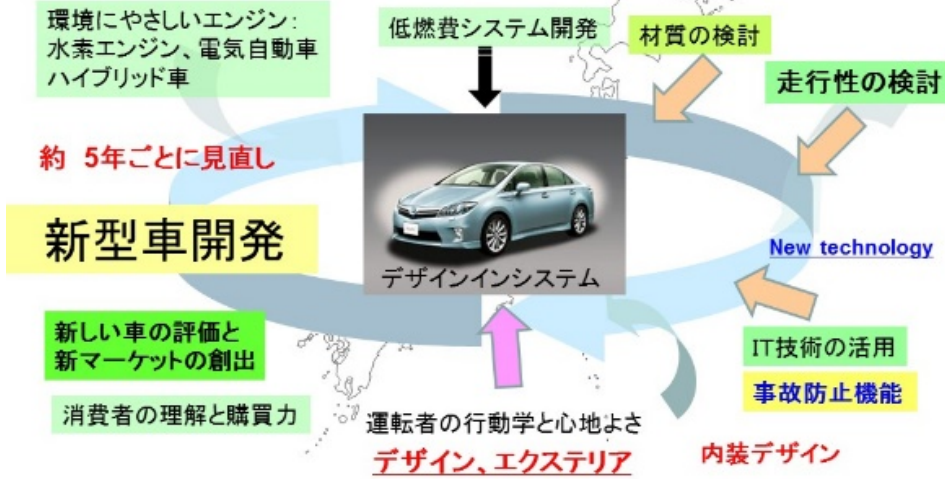 環境にやさしいエンジン:
水素エンジン、電気自動車
ハイブリッド車
低燃費システム開発
材質の検討
走行性の検討
約 5年ごとに見直し
新型車開発
デザインインシステム
New technology
新しい車の評価と
新マーケットの創出
IT技術の活用
事故防止機能
消費者の理解と購買力
運転者の行動学と心地よさ
デザイン、エクステリア
内装デザイン